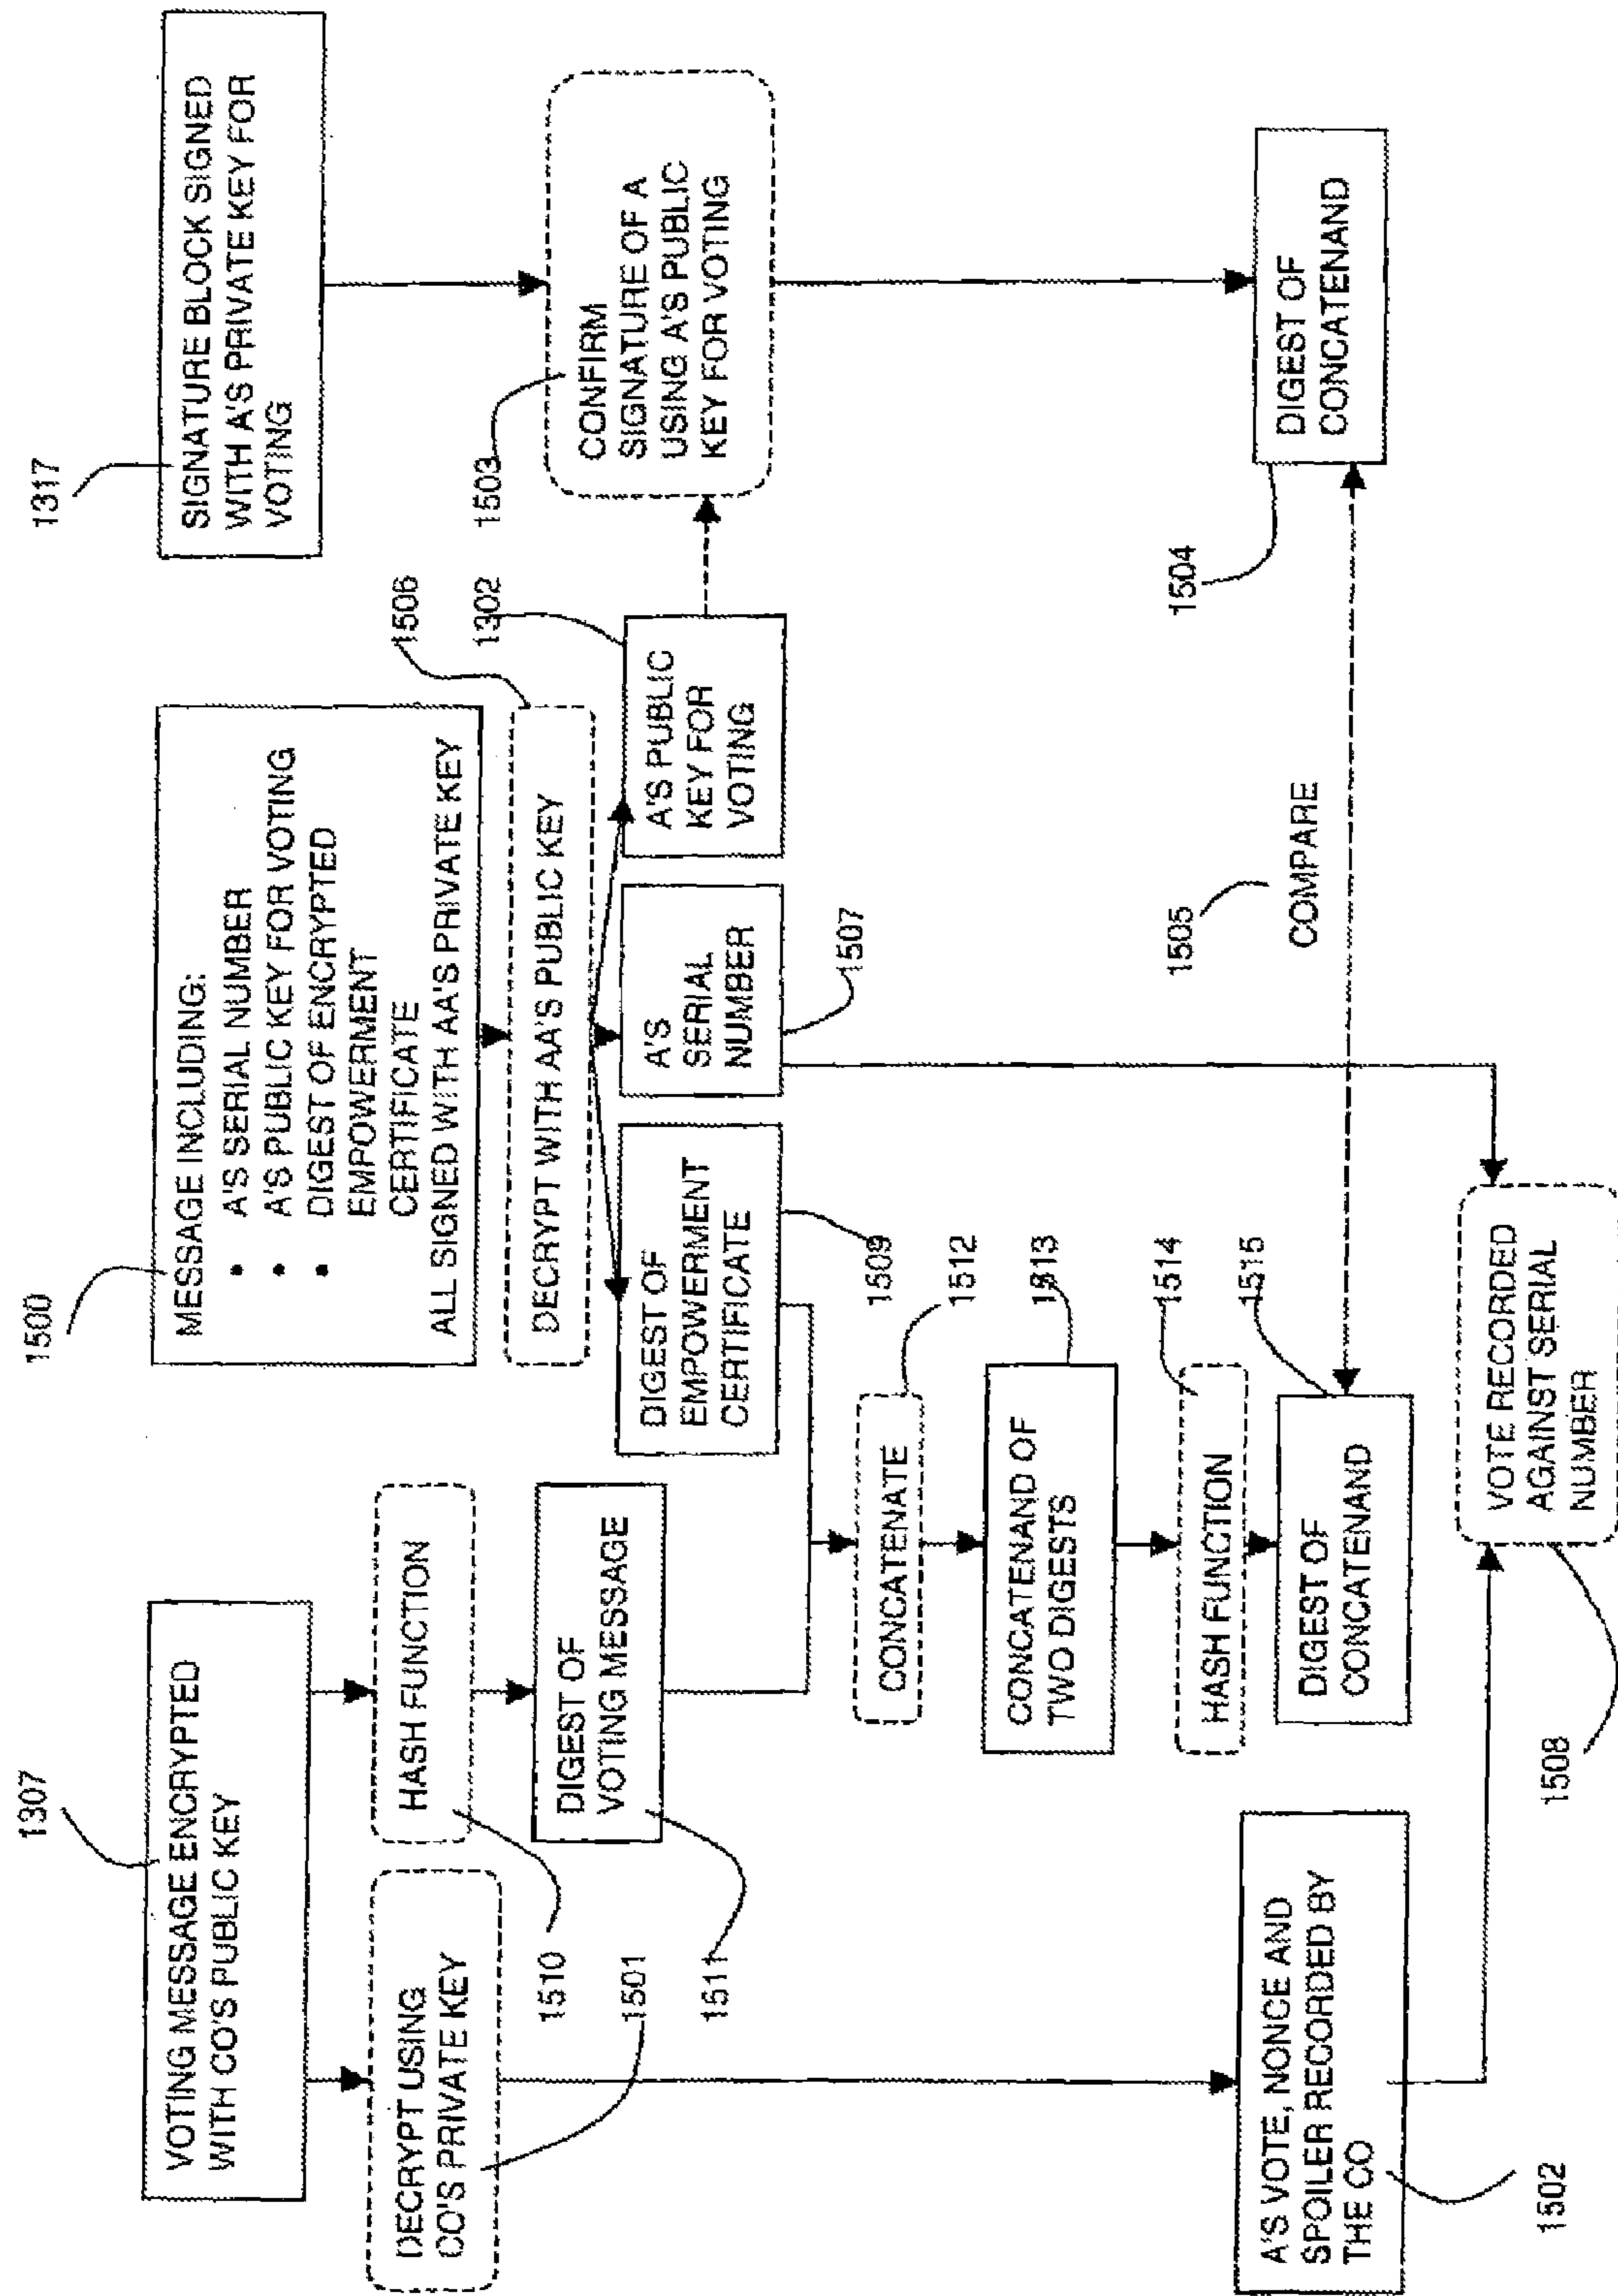 1307
VOTING MESSAGE ENCRYPTED
WITH CO'S PUBLIC KEY
1500
MESSAGE INCLUDING:
• A'S SERIAL NUMBER
• A'S PUBLIC KEY FOR VOTING
• DIGEST OF ENCRYPTED
EMPOWERMENT
CERTIFICATE
ALL SIGNED WITH AA'S PRIVATE KEY
1317
SIGNATURE BLOCK SIGNED
WITH A'S PRIVATE KEY FOR
VOTING
DECRYPT USING
CO'S PRIVATE KEY
HASH FUNCTION
DECRYPT WITH AA'S PUBLIC KEY
1506
1302
1503
DIGEST OF
VOTING MESSAGE
DIGEST OF
EMPOWERMENT
CERTIFICATE
A'S
SERIAL
NUMBER
A'S PUBLIC
KEY FOR
VOTING
CONFIRM
SIGNATURE OF A
USING A'S PUBLIC
KEY FOR VOTING
1510
1501
1511
1509
1507
1512
CONCATENATE
1513
CONCATENAND OF
TWO DIGESTS
1514
HASH FUNCTION
1515
1505
COMPARE
1504
A'S VOTE, NONCE AND
SPOILER RECORDED BY
THE CO
DIGEST OF
CONCATENAND
DIGEST OF
CONCATENAND
1502
VOTE RECORDED
AGAINST SERIAL
NUMBER
1508